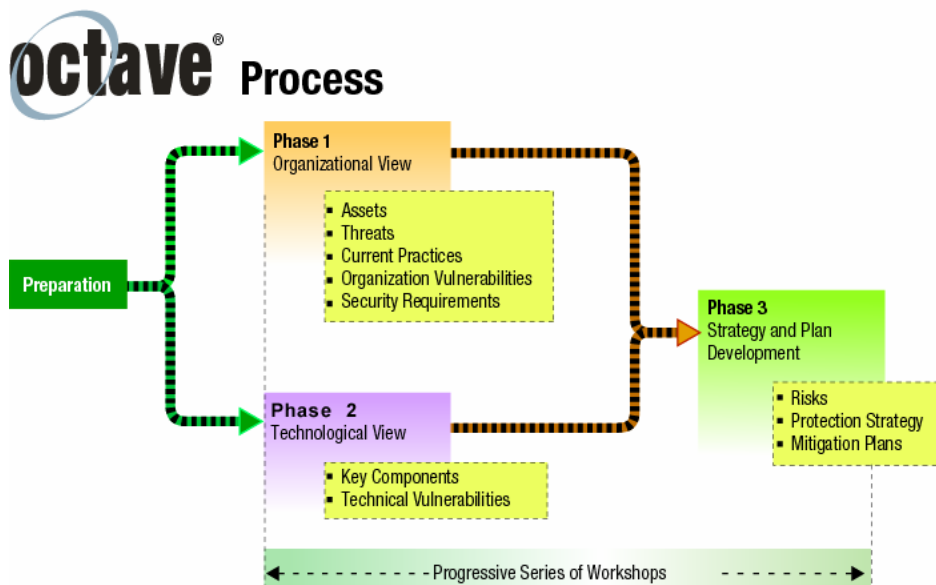 octave® Process
Phase 1
Organizational View
▪ Assets
▪ Threats
▪ Current Practices
▪ Organization Vulnerabilities
▪ Security Requirements
Preparation
Phase 3
Strategy and Plan
Development
▪ Risks
▪ Protection Strategy
▪ Mitigation Plans
Phase 2
Technological View
▪ Key Components
▪ Technical Vulnerabilities
Progressive Series of Workshops